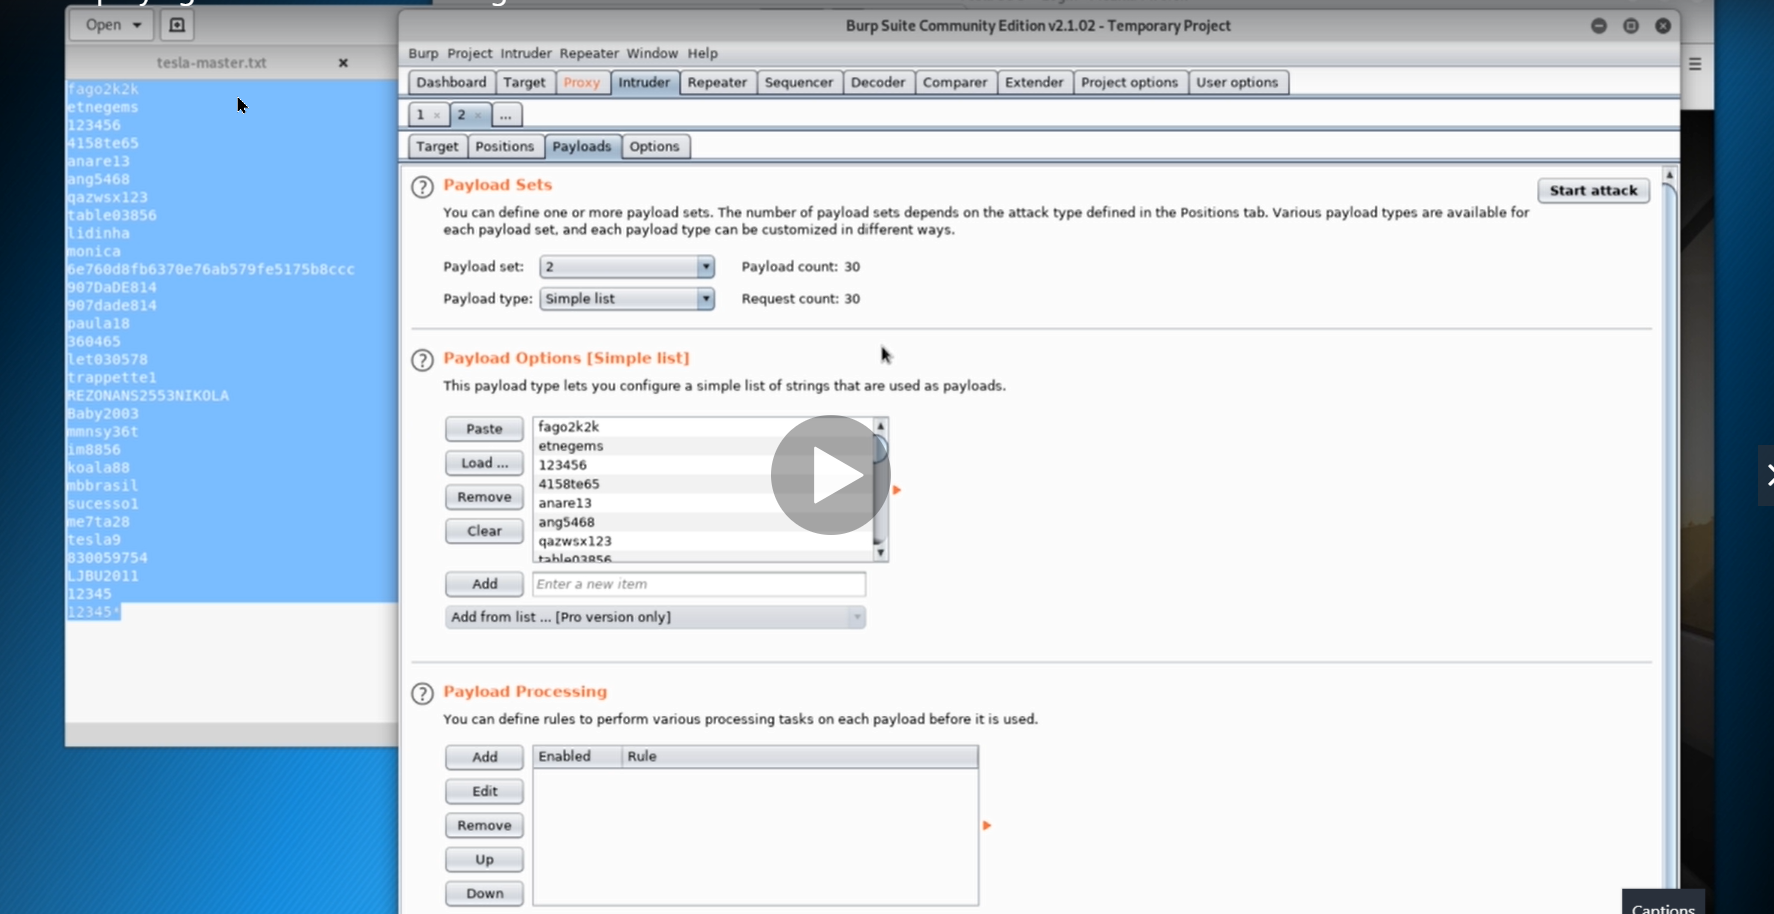 Open
tesla-master.txt
fago2k2k
etnegems
123456
4158te65
anare13
ang5468
qazwsx123
table03856
lidinha
monica
6e760d8fb6370e76ab579fe5175b8ccc
907DaDE814
907dade814
paula18
360465
let030578
trappette1
REZONANS2553NIKOLA
Baby2003
mmnsy36t
im8856
koala88
mbbrasil
sucesso1
me7ta28
tesla9
830059754
LJBU2011
12345
12345*
Burp Suite Community Edition v2.1.02 - Temporary Project
Burp Project Intruder Repeater Window Help
Dashboard Target Proxy Intruder Repeater Sequencer Decoder Comparer Extender Project options User options
1 × 2 × ...
Target Positions Payloads Options
Payload Sets
Start attack
You can define one or more payload sets. The number of payload sets depends on the attack type defined in the Positions tab. Various payload types are available for
each payload set, and each payload type can be customized in different ways.
Payload set: 2 Payload count: 30
Payload type: Simple list Request count: 30
Payload Options [Simple list]
This payload type lets you configure a simple list of strings that are used as payloads.
Paste
Load ...
Remove
Clear
fago2k2k
etnegems
123456
4158te65
anare13
ang5468
qazwsx123
table03856
Add Enter a new item
Add from list ... [Pro version only]
Payload Processing
You can define rules to perform various processing tasks on each payload before it is used.
Add
Edit
Remove
Up
Down
Enabled Rule
Captions